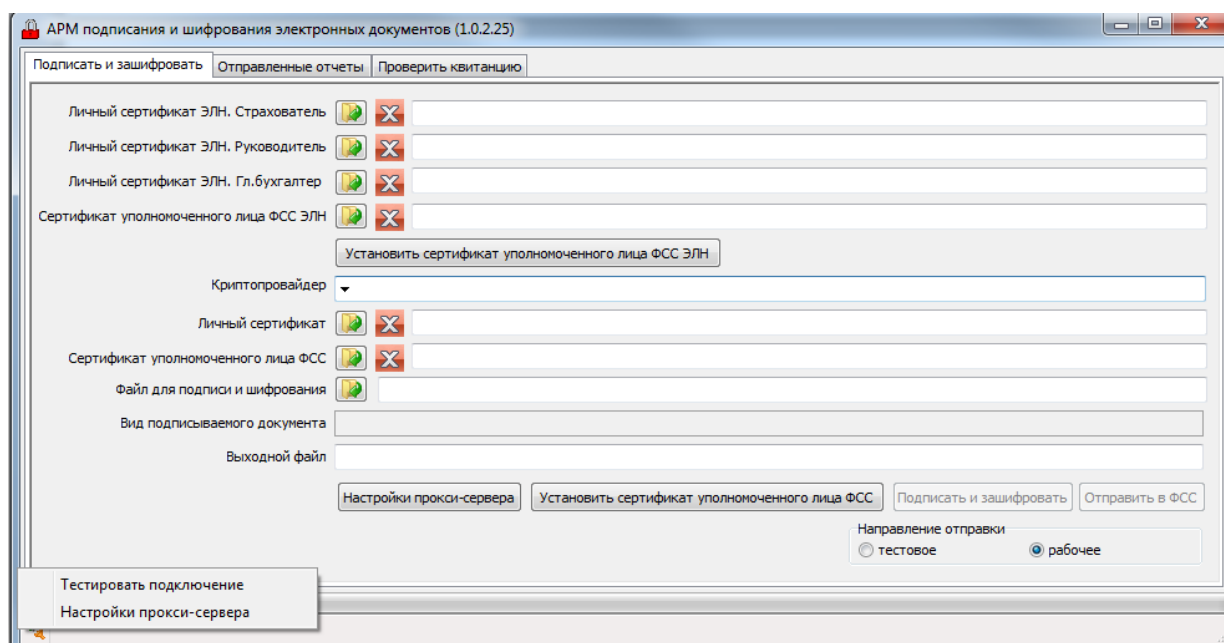 АРМ подписания и шифрования электронных документов (1.0.2.25)
Подписать и зашифровать Отправленные отчеты Проверить квитанцию
Личный сертификат ЭЛН. Страхователь
Личный сертификат ЭЛН. Руководитель
Личный сертификат ЭЛН. Гл.бухгалтер
Сертификат уполномоченного лица ФСС ЭЛН
Установить сертификат уполномоченного лица ФСС ЭЛН
Криптопровайдер
Личный сертификат
Сертификат уполномоченного лица ФСС
Файл для подписи и шифрования
Вид подписываемого документа
Выходной файл
Настройки прокси-сервера Установить сертификат уполномоченного лица ФСС Подписать и зашифровать Отправить в ФСС
Направление отправки
тестовое рабочее
Тестировать подключение
Настройки прокси-сервера